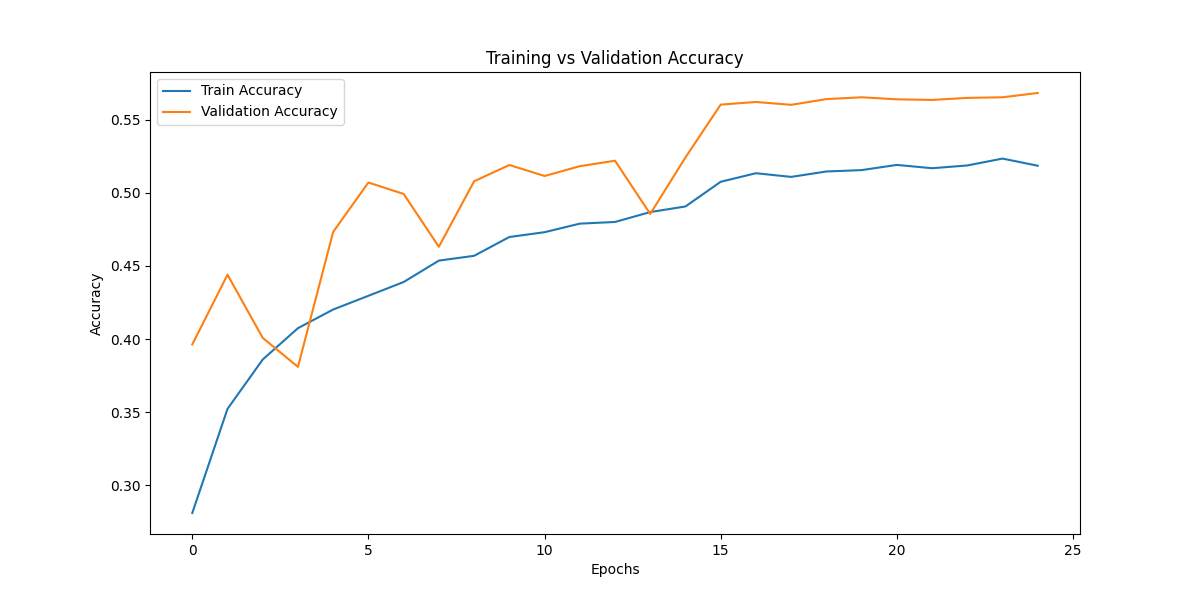 Training vs Validation Accuracy
Train Accuracy
Validation Accuracy
0.55
0.50
0.45
0.40
0.35
0.30
Accuracy
0 5 10 15 20 25
Epochs